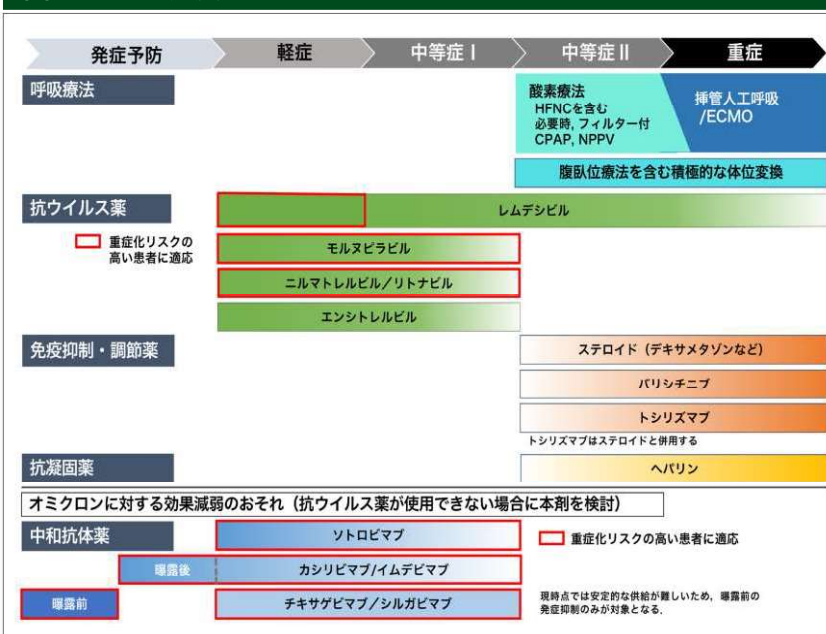 発症予防
軽症
中等症 I
中等症 II
重症
呼吸療法
酸素療法
HFNCを含む
必要時, フィルター付
CPAP, NPPV
挿管人工呼吸
/ECMO
腹臥位療法を含む積極的な体位変換
抗ウイルス薬
レムデシビル
重症化リスクの
高い患者に適応
モルヌピラビル
ニルマトレルビル／リトナビル
エンシトレルビル
免疫抑制・調節薬
ステロイド（デキサメタゾンなど）
バリシチニブ
トシリズマブ
トシリズマブはステロイドと併用する
抗凝固薬
ヘパリン
オミクロンに対する効果減弱のおそれ（抗ウイルス薬が使用できない場合に本剤を検討）
中和抗体薬
ソトロビマブ
重症化リスクの高い患者に適応
曝露後
カシリビマブ/イムデビマブ
曝露前
チキサゲビマブ／シルガビマブ
現時点では安定的な供給が難しいため, 曝露前の
発症抑制のみが対象となる.